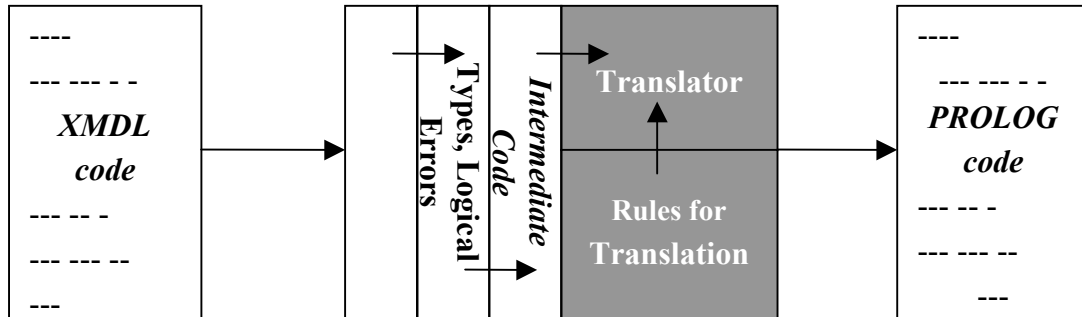 ----
--- --- - -
XMDL
code
--- -- -
--- --- --
---
Types, Logical
Errors
Intermediate
Code
Translator
Rules for
Translation
----
--- --- - -
PROLOG
code
--- -- -
--- --- --
---